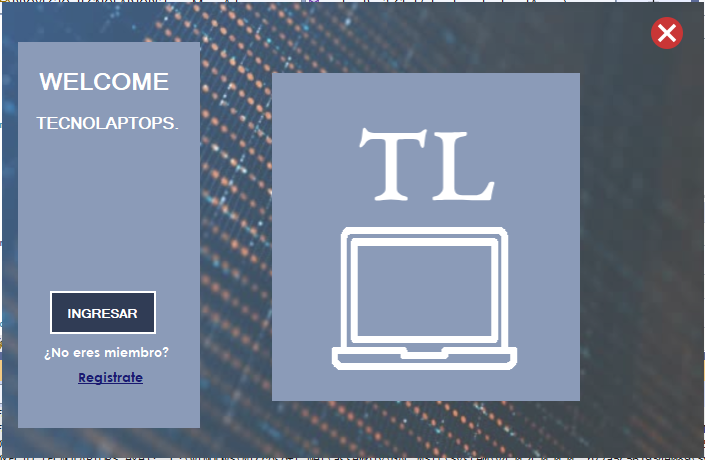 WELCOME
TECNOLAPTOPS.
TL
INGRESAR
¿No eres miembro?
Registrate